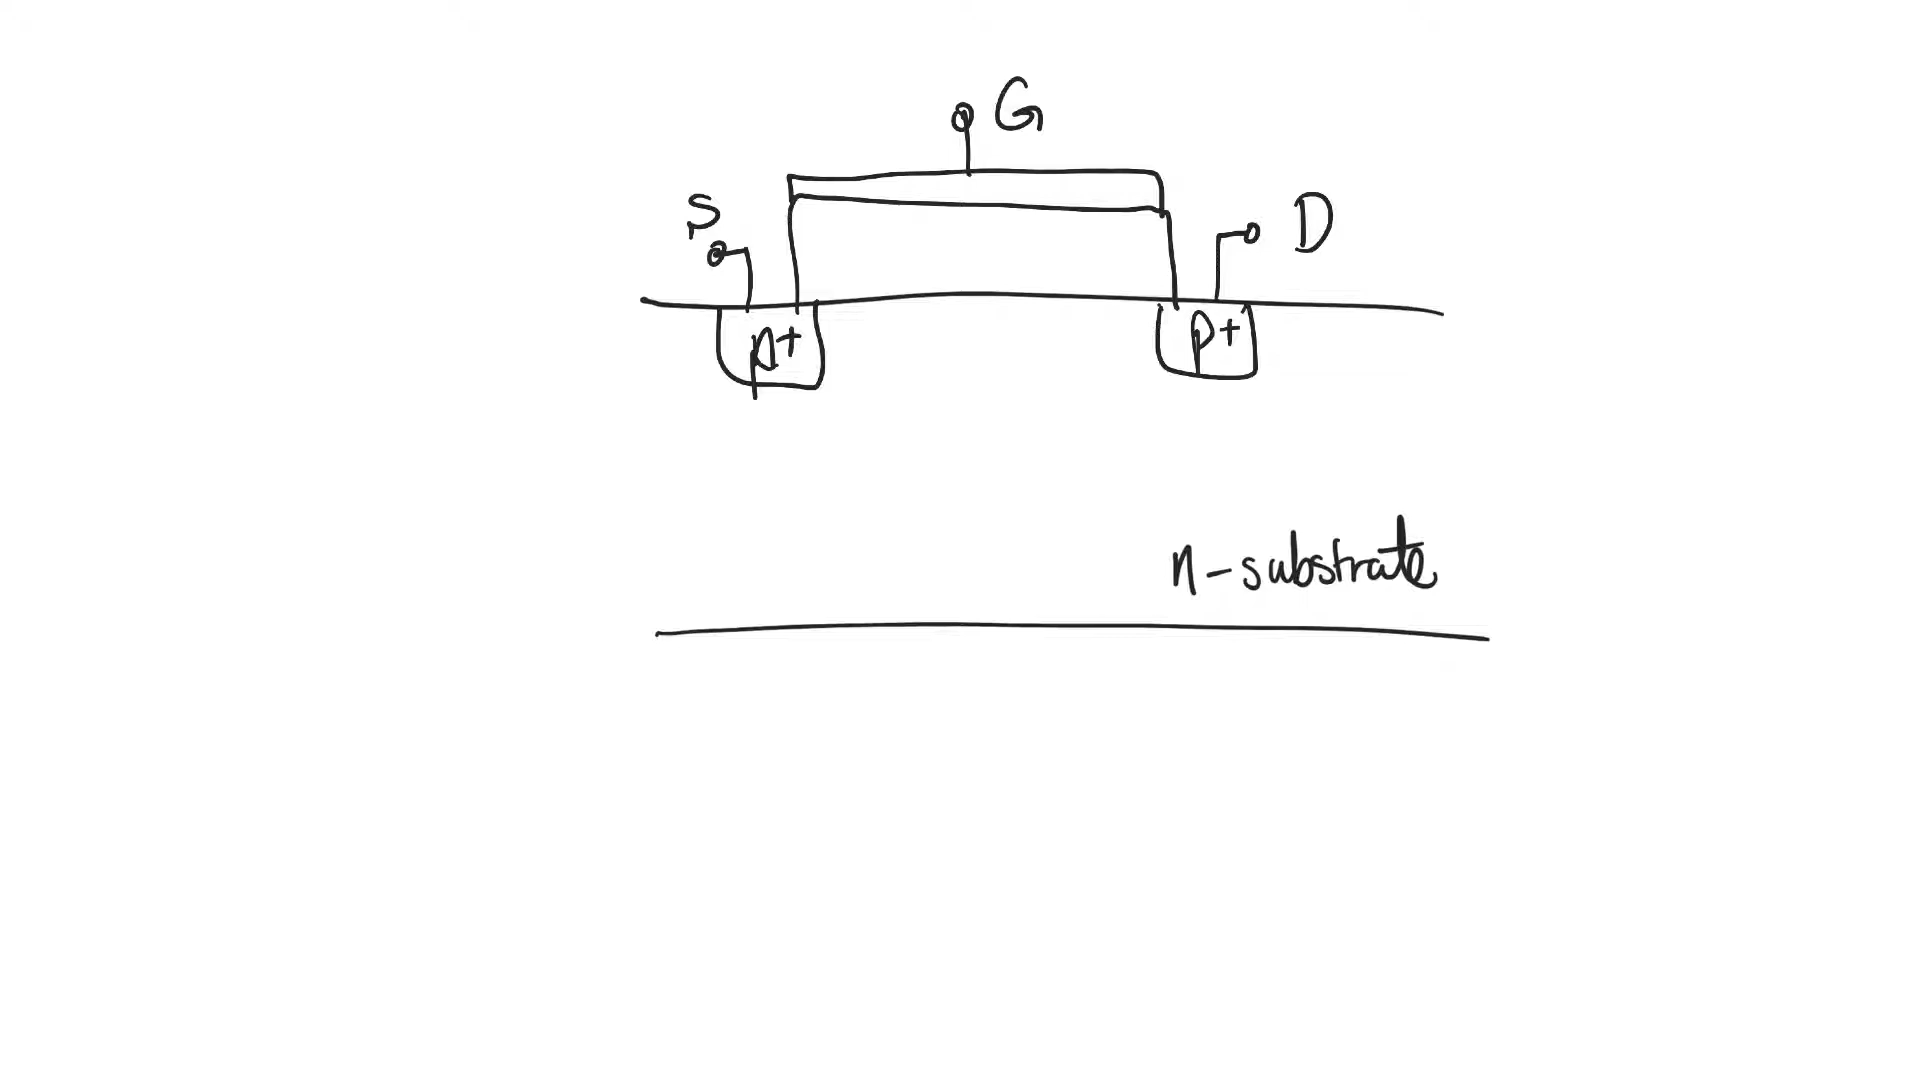 G
S
D
p+
p+
n-substrate